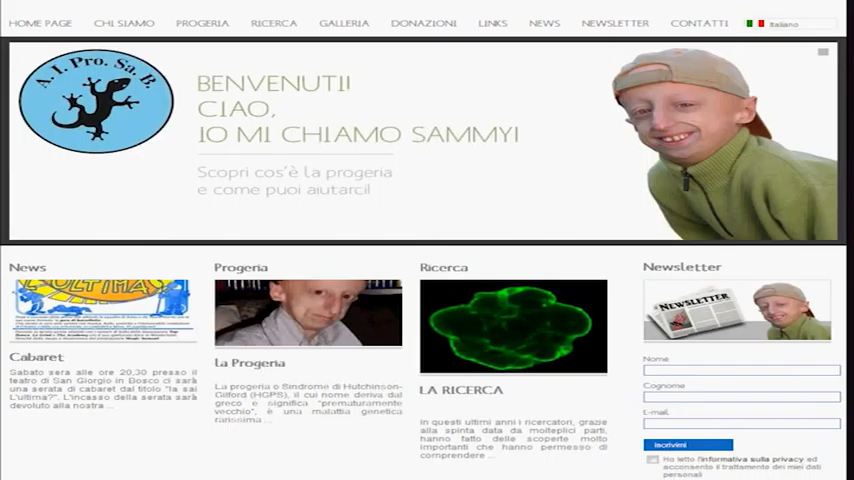 HOME PAGE CHI SIAMO PROGERIA RICERCA GALLERIA DONAZIONI LINKS NEWS NEWSLETTER CONTATTI Italiano
A. I. Pro. Sa. B.
BENVENUTI!
CIAO,
IO MI CHIAMO SAMMY!
Scopri cos'è la progeria
e come puoi aiutarci!
News
ULTIMA
Cabaret
Sabato sera alle ore 20,30 presso il
teatro di San Giorgio in Bosco ci sarà
una serata di cabaret dal titolo "la sai
L'ultima?". L'incasso della serata sarà
devoluto alla nostra ...
Progeria
La Progeria
La progeria o Sindrome di Hutchinson-
Gilford (HGPS), il cui nome deriva dal
greco e significa "prematuramente
vecchio", è una malattia genetica
rarissima ...
Ricerca
LA RICERCA
In questi ultimi anni i ricercatori, grazie
alla spinta data da molteplici parti,
hanno fatto delle scoperte molto
importanti che hanno permesso di
comprendere ...
Newsletter
NEWSLETTER
Nome
Cognome
E-mail
Iscrivimi
Ho letto l'informativa sulla privacy ed
acconsento il trattamento dei miei dati
personali